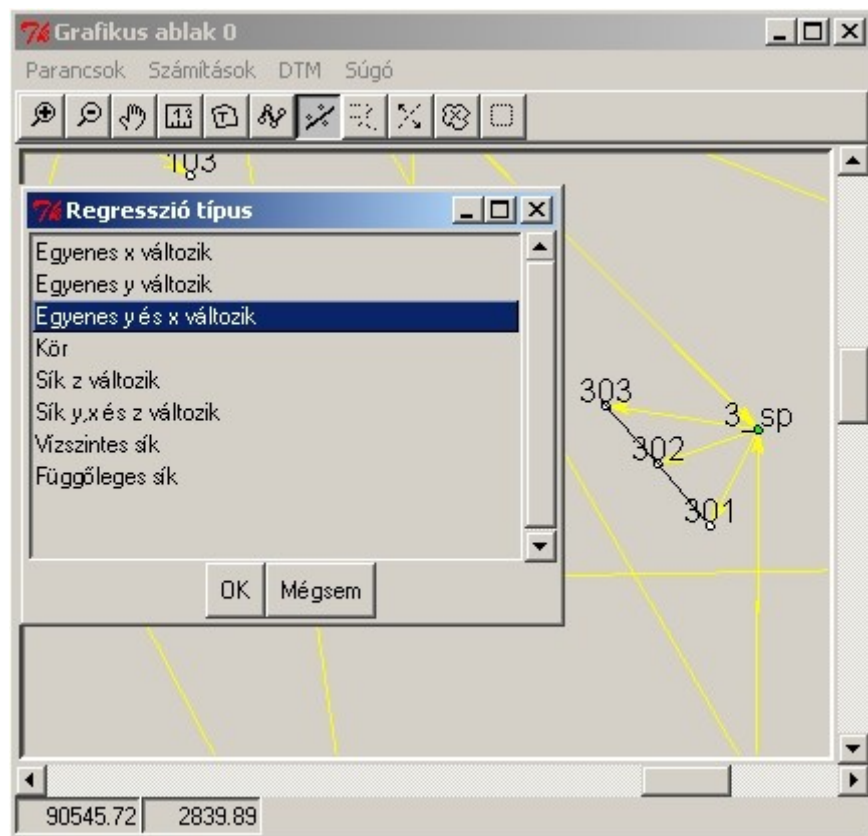 Grafikus ablak 0
Parancsok Számítások DTM Súgó
103
Regresszió típus
Egyenes x változik
Egyenes y változik
Egyenes y és x változik
Kör
Sík z változik
Sík y,x és z változik
Vízszintes sík
Függőleges sík
OK Mégsem
303
3_sp
302
301
90545.72 2839.89